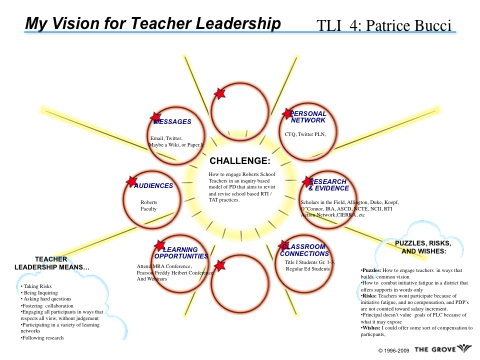 My Vision for Teacher Leadership
TLI 4: Patrice Bucci
MESSAGES
Email, Twitter,
Maybe a Wiki, or Paper
PERSONAL
NETWORK
CTQ, Twitter PLN,
CHALLENGE:
How to engage Roberts School
Teachers in an inquiry based
model of PD that aims to revist
and revise school based RTI /
TAT practices.
AUDIENCES
Roberts
Faculty
RESEARCH
& EVIDENCE
Scholars in the Field, Allington, Duke, Kongf,
O'Connor, IRA, ASCD, NCTE, NCII, RTI
Action Network, CIERRA, etc
LEARNING
OPPORTUNITIES
Attend MRA Conference,
Pearson Freddy Heibert Conference
And Webinars
CLASSROOM
CONNECTIONS
Title I Students Gr. 1-3
Regular Ed Students
TEACHER
LEADERSHIP MEANS…
• Taking Risks
• Being Inquiring
• Asking hard questions
•Fostering collaboration
•Engaging all participants in ways that
respects all view, without judgement
•Participating in a variety of learning
networks
•Following research
PUZZLES, RISKS,
AND WISHES:
•Puzzles: How to engage teachers in ways that
builds common vision
•How to combat initiative fatigue in a district that
offers supports in words only
•Risks: Teachers wont participate because of
initiative fatigue, and no compensation, and PDP's
are not counted toward salary increment.
•Principal doesn't value goals of PLC because of
what it may expose
•Wishes: I could offer some sort of compensation to
participants.
© 1996-2009 THE GROVE